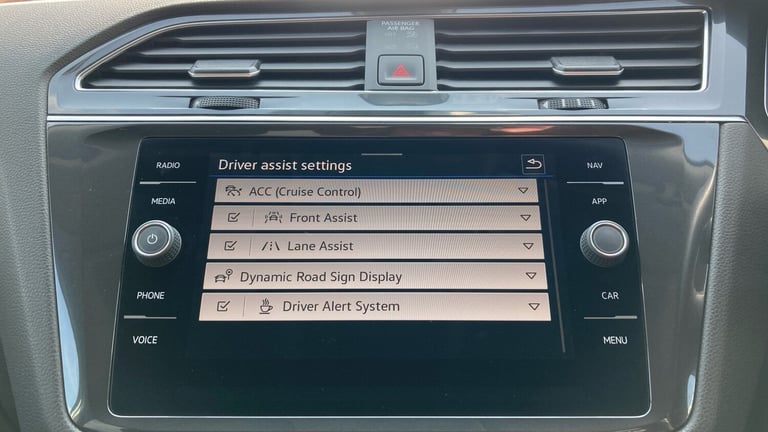 PASSENGER
AIR BAG
RADIO
MEDIA
PHONE
VOICE
Driver assist settings
ACC (Cruise Control)
Front Assist
Lane Assist
Dynamic Road Sign Display
Driver Alert System
NAV
APP
CAR
MENU